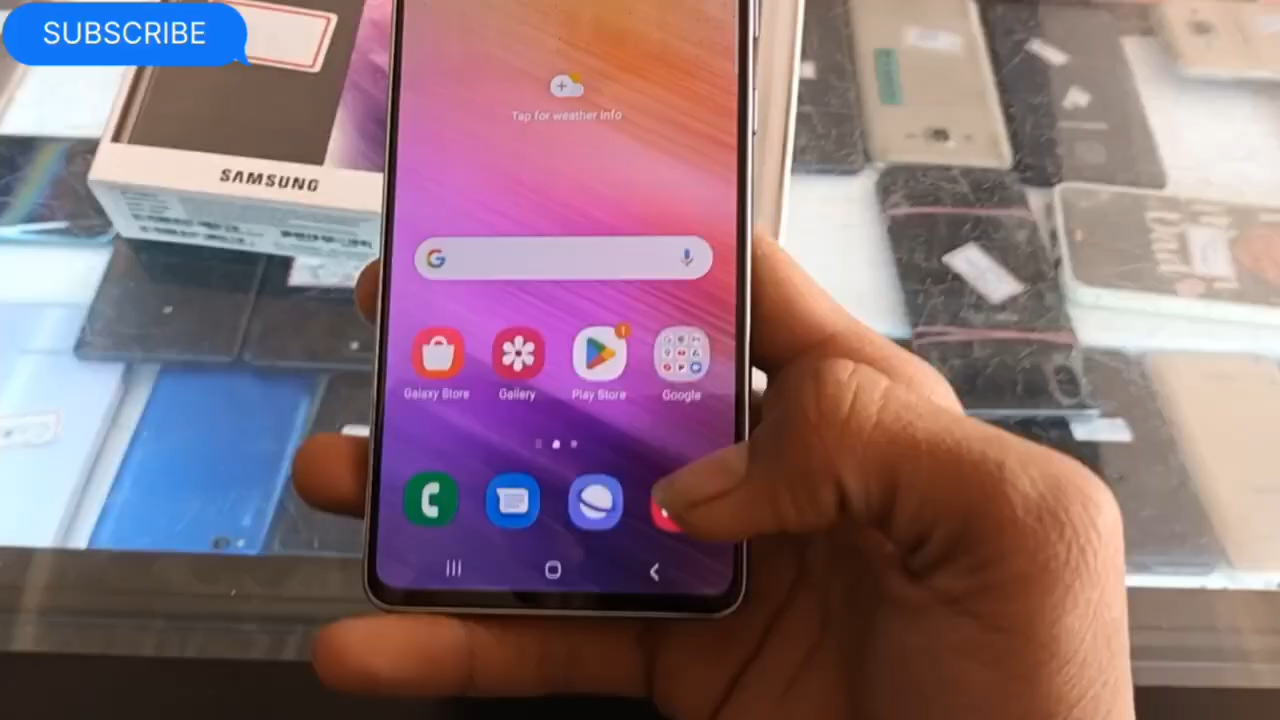 SUBSCRIBE
SAMSUNG
Tap for weather info
Galaxy Store
Gallery
Play Store
Google